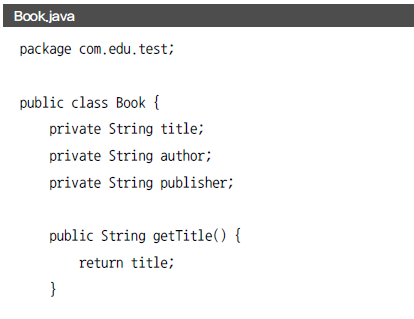 Book.java
package com.edu.test;
public class Book {
private String title;
private String author;
private String publisher;
public String getTitle() {
return title;
}